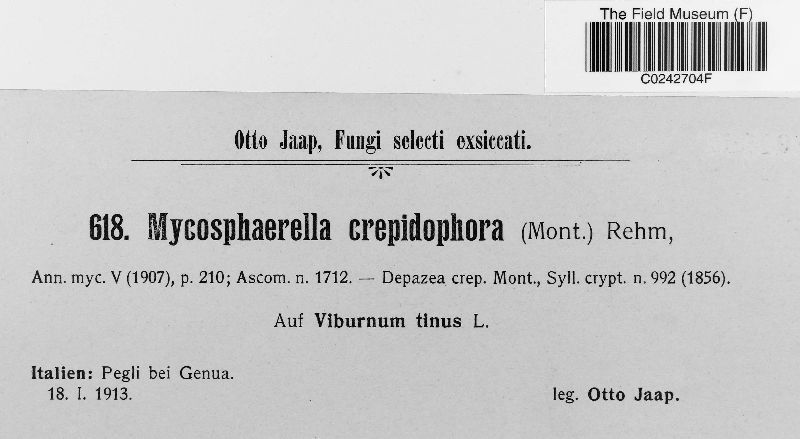 The Field Museum (F)
C0242704F
Otto Jaap, Fungi selecti exsiccati.
618. Mycosphaerella crepidophora (Mont.) Rehm,
Ann. myc. V (1907), p. 210; Ascom. n. 1712. — Depazea crep. Mont., Syll. crypt. n. 992 (1856).
Auf Viburnum tinus L.
Italien: Pegli bei Genua.
18. I. 1913.
leg. Otto Jaap.